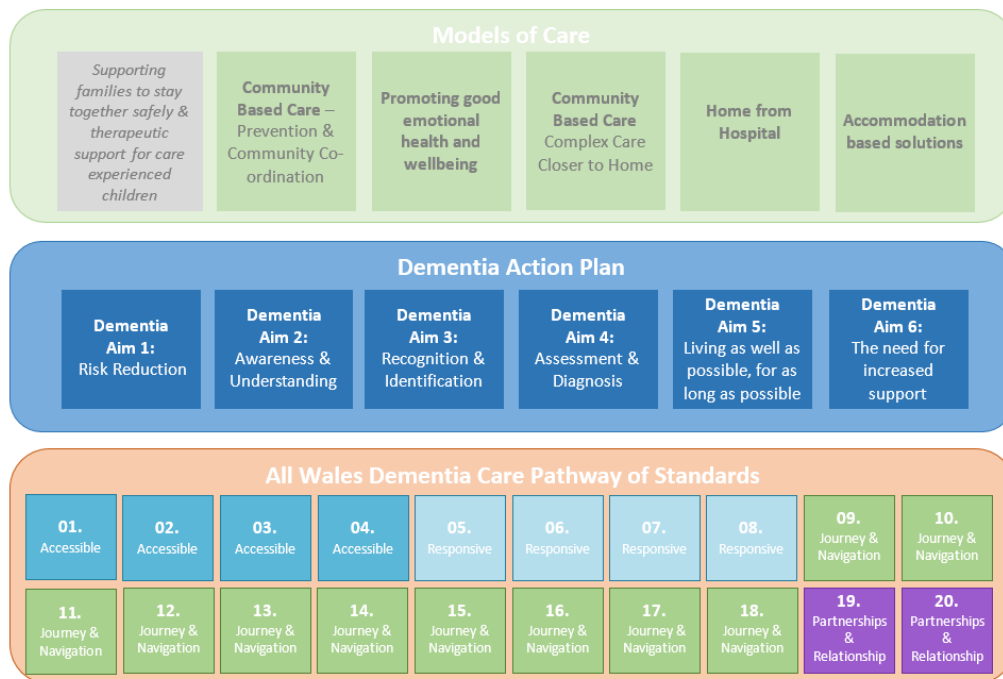 Models of Care
Supporting
families to stay
together safely &
therapeutic
support for care
experienced
children
Community
Based Care –
Prevention &
Community Co-
ordination
Promoting good
emotional
health and
wellbeing
Community
Based Care
Complex Care
Closer to Home
Home from
Hospital
Accommodation
based solutions
Dementia Action Plan
Dementia
Aim 1:
Risk Reduction
Dementia
Aim 2:
Awareness &
Understanding
Dementia
Aim 3:
Recognition &
Identification
Dementia
Aim 4:
Assessment &
Diagnosis
Dementia
Aim 5:
Living as well as
possible, for as
long as possible
Dementia
Aim 6:
The need for
increased
support
All Wales Dementia Care Pathway of Standards
01.
Accessible
02.
Accessible
03.
Accessible
04.
Accessible
05.
Responsive
06.
Responsive
07.
Responsive
08.
Responsive
09.
Journey &
Navigation
10.
Journey &
Navigation
11.
Journey &
Navigation
12.
Journey &
Navigation
13.
Journey &
Navigation
14.
Journey &
Navigation
15.
Journey &
Navigation
16.
Journey &
Navigation
17.
Journey &
Navigation
18.
Journey &
Navigation
19.
Partnerships
&
Relationship
20.
Partnerships
&
Relationship